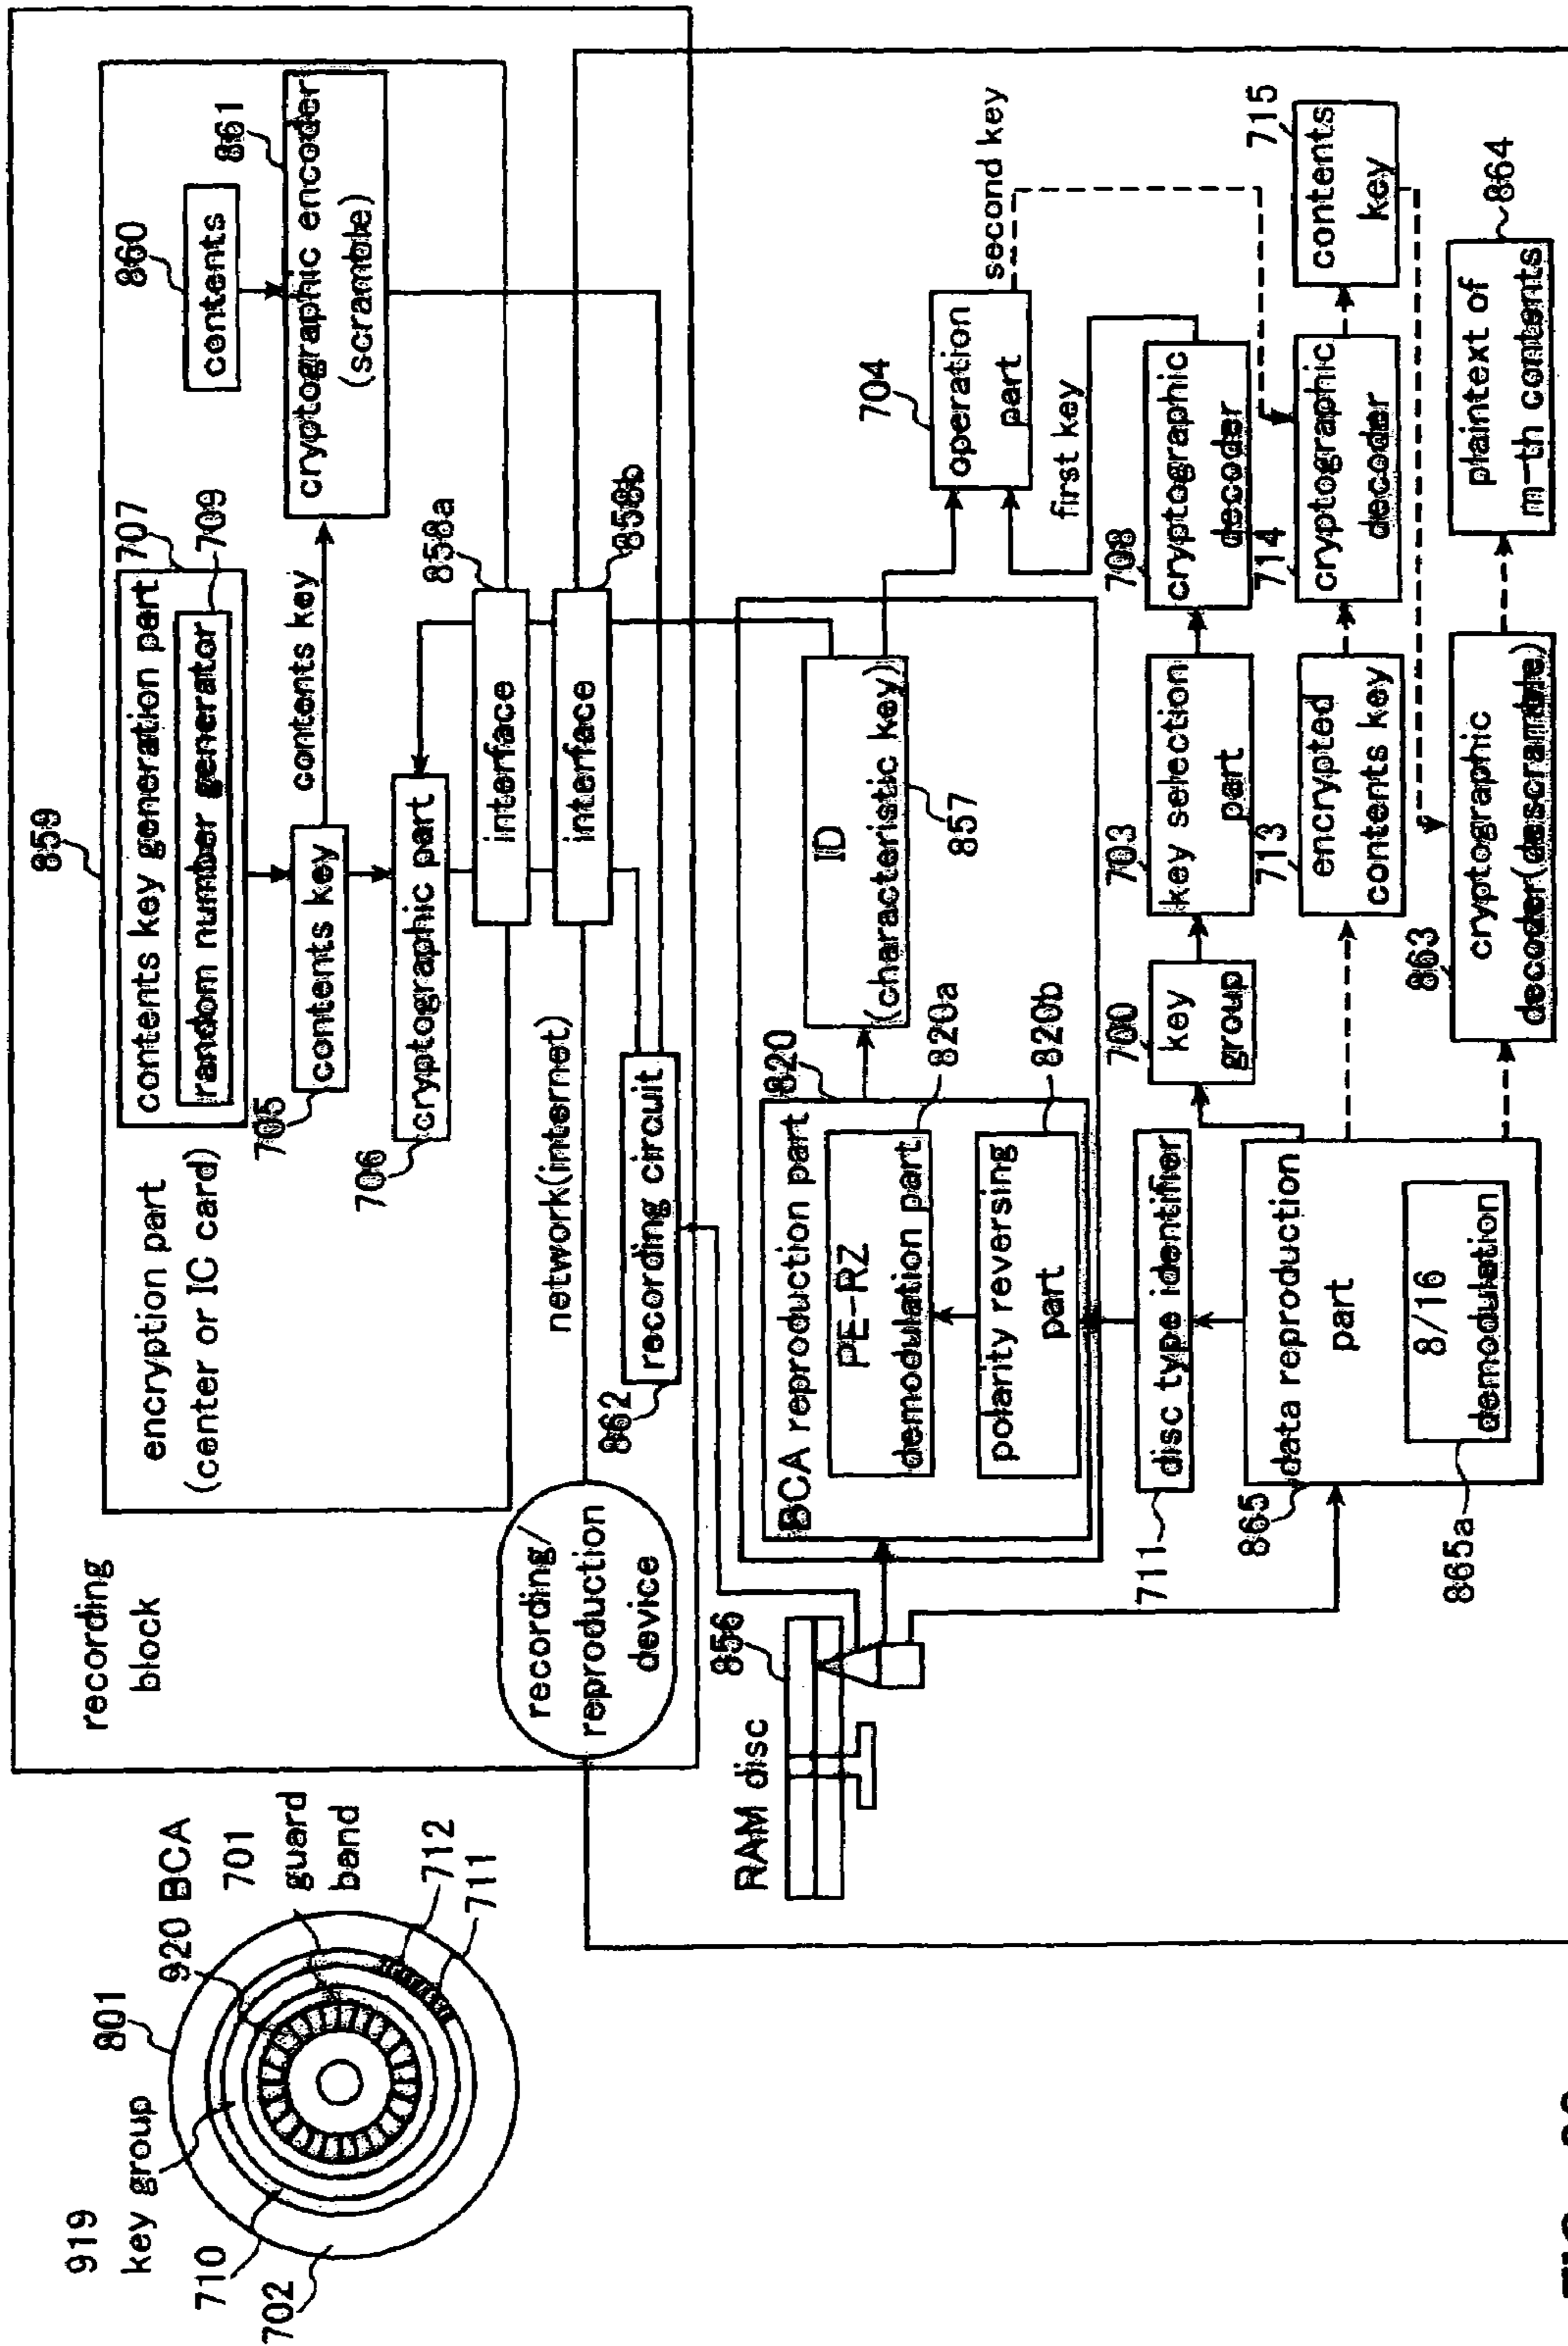 859
encryption part
(center or IC card)
recording
block
contents key generation part
707
random number generator
709
860
contents
861
cryptographic encoder
(scramble)
705
contents key
contents key
706
cryptographic part
858a
interface
interface
858b
network(internet)
862
recording circuit
recording/
reproduction
device
919
key group
801
920 BCA
701
guard
band
712
711
710
702
RAM disc
856
BCA reproduction part
820
PE-RZ
demodulation part
820a
polarity reversing
part
820b
ID
(characteristic key)
857
704
operation
part
second key
first key
711
disc type identifier
700
key
group
703
key selection
part
708
cryptographic
decoder
865
data reproduction
part
8/16
demodulation
865a
713
encrypted
contents key
714
cryptographic
decoder
715
contents
key
863
cryptographic
decoder(descramble)
plaintext of
m-th contents
864